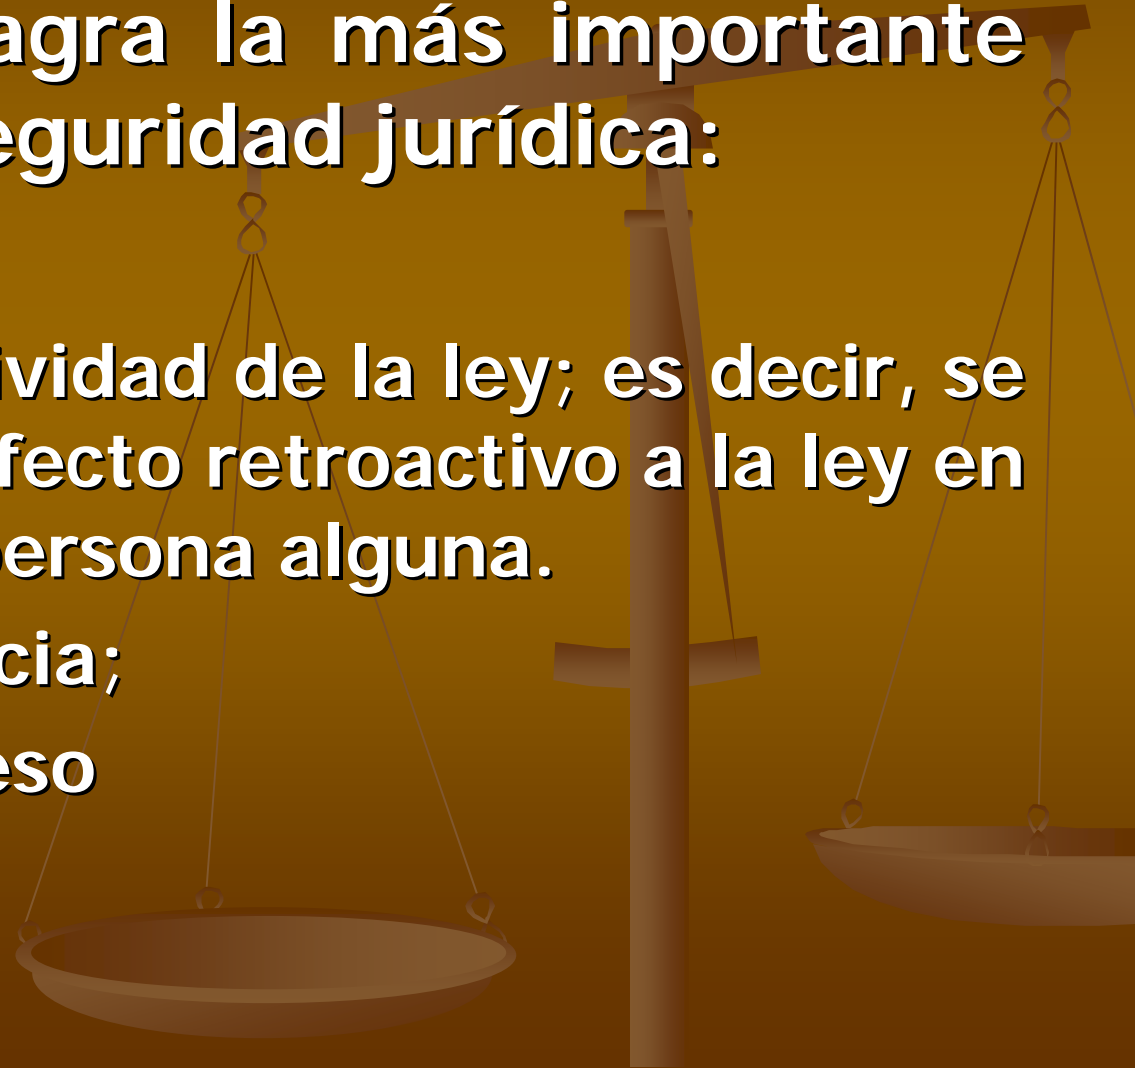 agra la más importante
eguridad jurídica:
ividad de la ley; es decir, se
fecto retroactivo a la ley en
persona alguna.
cia;
eso